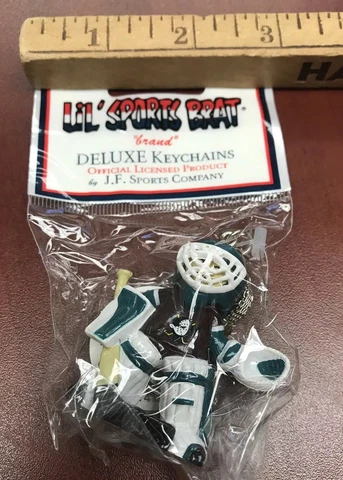 1 2 3
HA
LIL' SPORTS BRAT®
"brand"
DELUXE KEYCHAINS
OFFICIAL LICENSED PRODUCT
by J.F. SPORTS COMPANY